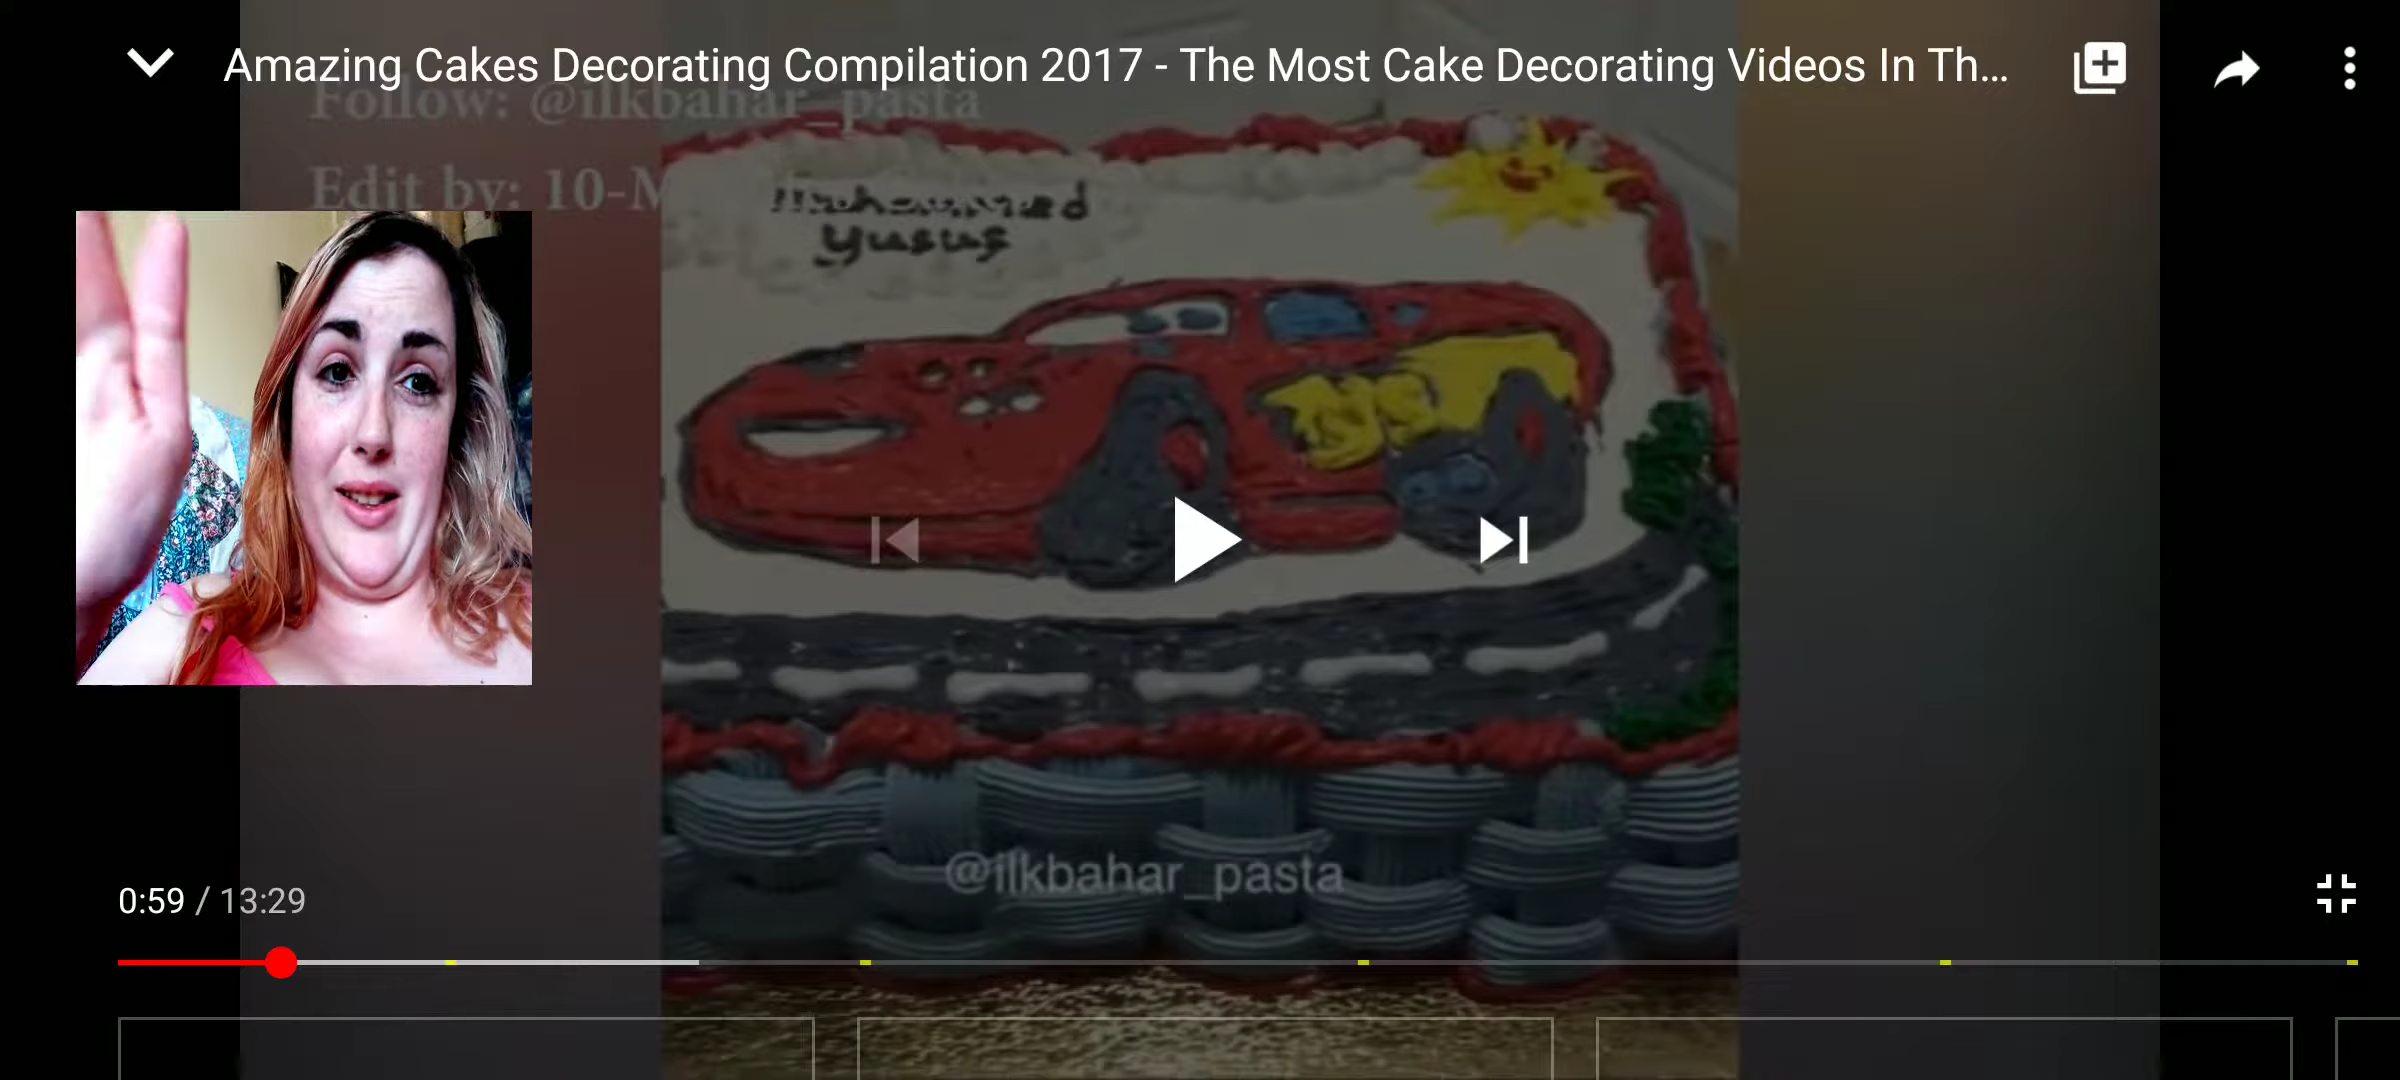 Amazing Cakes Decorating Compilation 2017 - The Most Cake Decorating Videos In Th...
Follow: @ilkbahar_pasta
Edit by: 10-M
Muhammed
Yusuf
@ilkbahar_pasta
0:59 / 13:29